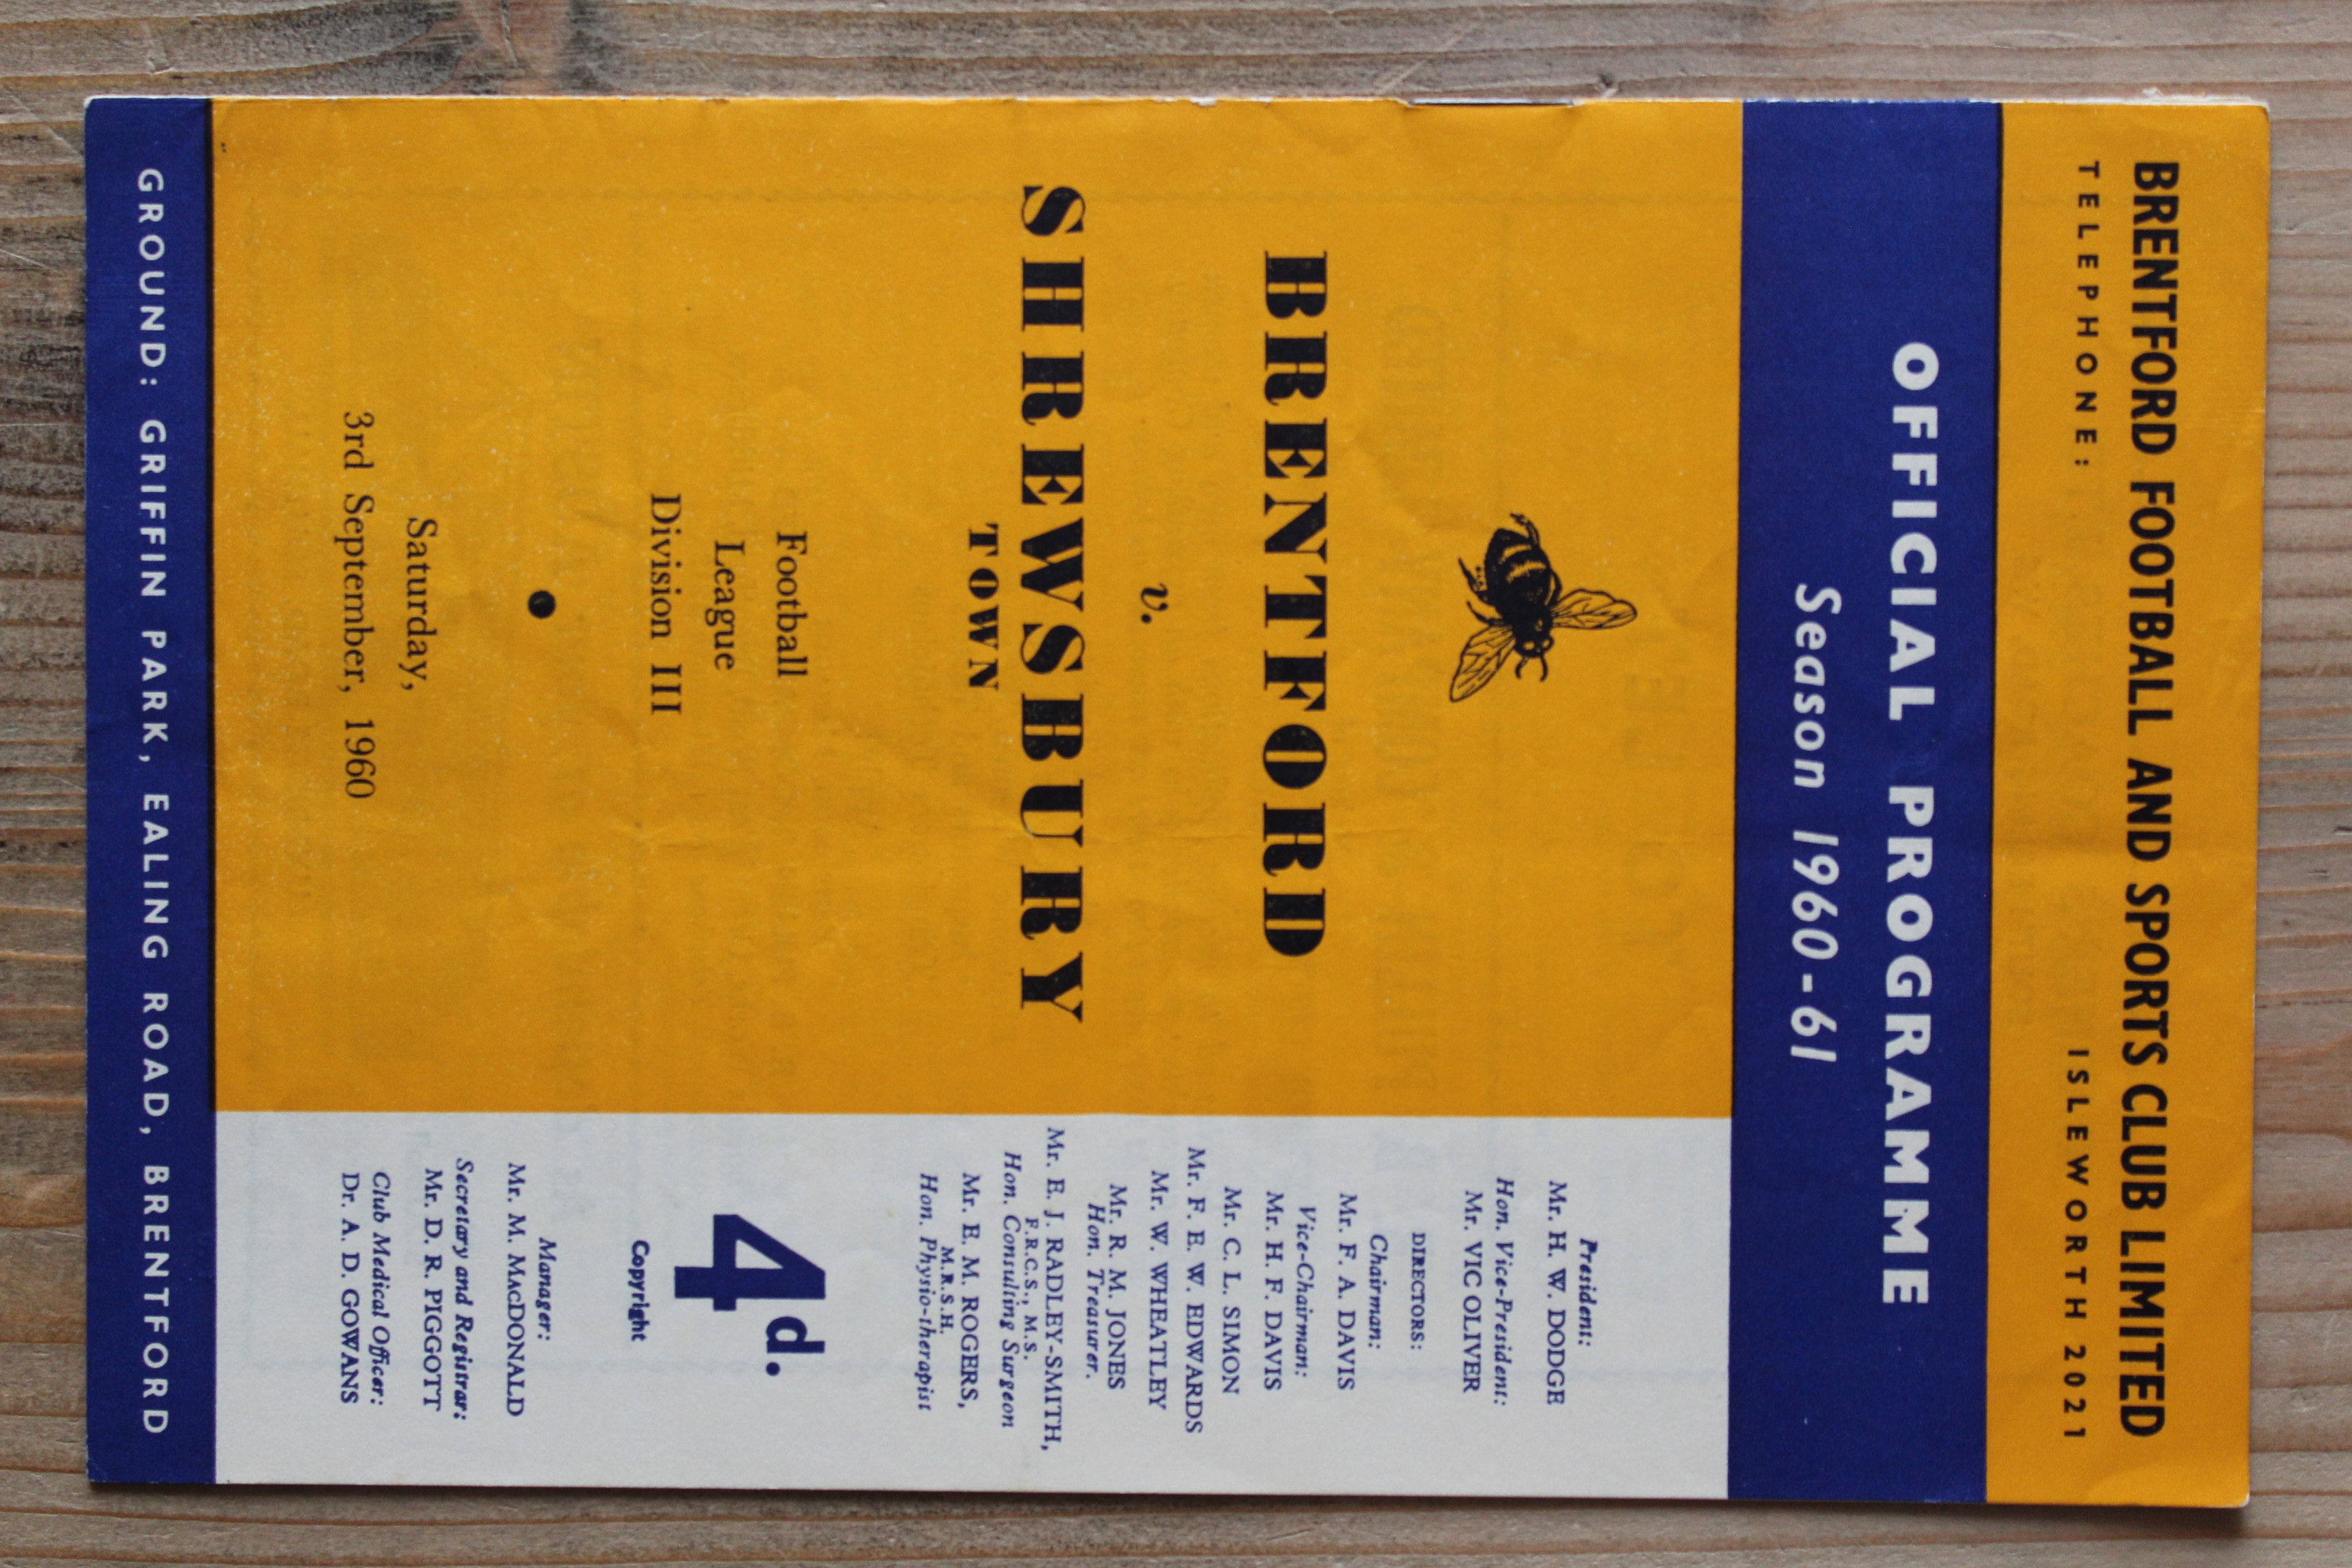 BRENTFORD FOOTBALL AND SPORTS CLUB LIMITED
TELEPHONE: ISLEWORTH 2021
OFFICIAL PROGRAMME
Season 1960-61
BRENTFORD
v.
SHREWSBURY
TOWN
Football
League
Division III
Saturday,
3rd September, 1960
President:
Mr. H. W. DODGE
Hon. Vice-President:
Mr. VIC OLIVER
DIRECTORS:
Chairman:
Mr. F. A. DAVIS
Vice-Chairman:
Mr. H. F. DAVIS
Mr. C. L. SIMON
Mr. F. E. W. EDWARDS
Mr. W. WHEATLEY
Mr. R. M. JONES
Hon. Treasurer.
Mr. E. J. RADLEY-SMITH,
F.R.C.S., M.S.
Hon. Consulting Surgeon
Mr. E. M. ROGERS,
M.R.S.H.
Hon. Physio-therapist
4d.
Copyright
Manager:
Mr. M. MACDONALD
Secretary and Registrar:
Mr. D. R. PIGGOTT
Club Medical Officer:
Dr. A. D. GOWANS
GROUND: GRIFFIN PARK, EALING ROAD, BRENTFORD